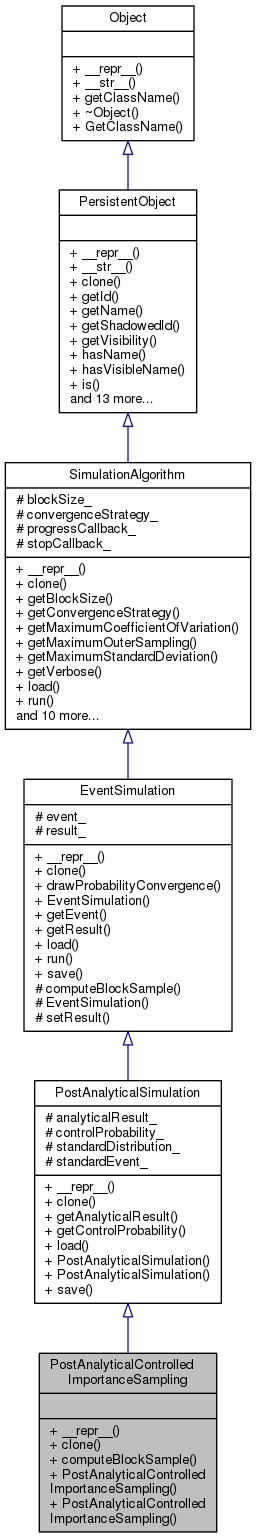 Object
+ __repr__()
+ __str__()
+ getClassName()
+ ~Object()
+ GetClassName()
PersistentObject
+ __repr__()
+ __str__()
+ clone()
+ getId()
+ getName()
+ getShadowedId()
+ getVisibility()
+ hasName()
+ hasVisibleName()
+ is()
and 13 more...
SimulationAlgorithm
# blockSize_
# convergenceStrategy_
# progressCallback_
# stopCallback_
+ __repr__()
+ clone()
+ getBlockSize()
+ getConvergenceStrategy()
+ getMaximumCoefficientOfVariation()
+ getMaximumOuterSampling()
+ getMaximumStandardDeviation()
+ getVerbose()
+ load()
+ run()
and 10 more...
EventSimulation
# event_
# result_
+ __repr__()
+ clone()
+ drawProbabilityConvergence()
+ EventSimulation()
+ getEvent()
+ getResult()
+ load()
+ run()
+ save()
# computeBlockSample()
# EventSimulation()
# setResult()
PostAnalyticalSimulation
# analyticalResult_
# controlProbability_
# standardDistribution_
# standardEvent_
+ __repr__()
+ clone()
+ getAnalyticalResult()
+ getControlProbability()
+ load()
+ PostAnalyticalSimulation()
+ PostAnalyticalSimulation()
+ save()
PostAnalyticalControlled
ImportanceSampling
+ __repr__()
+ clone()
+ computeBlockSample()
+ PostAnalyticalControlled
ImportanceSampling()
+ PostAnalyticalControlled
ImportanceSampling()